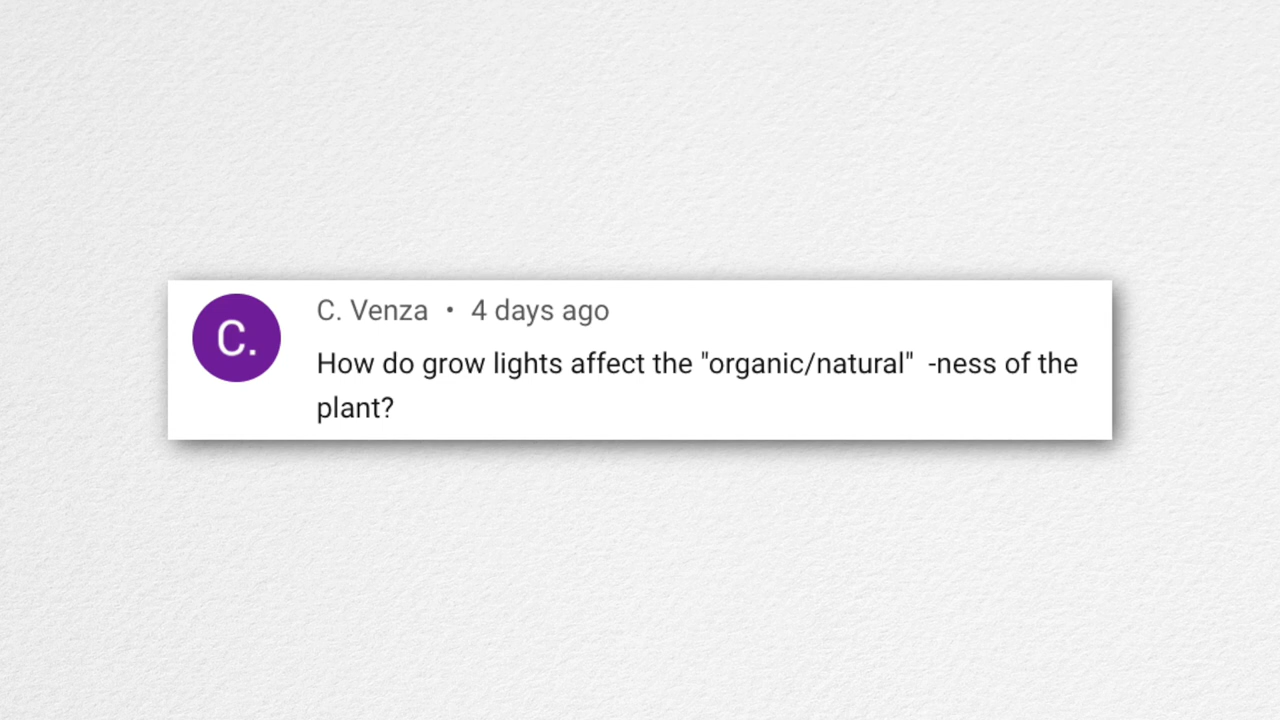 C.
C. Venza • 4 days ago
How do grow lights affect the "organic/natural"  -ness of the
plant?